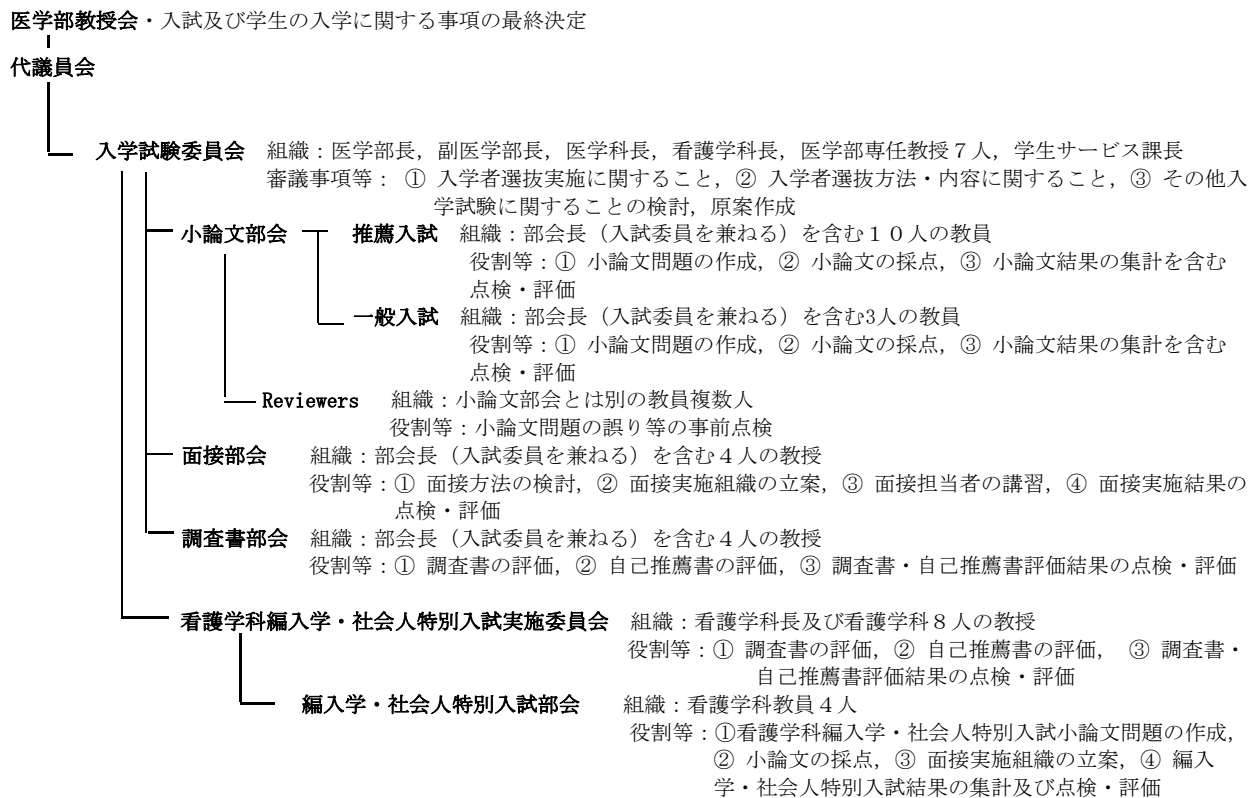 医学部教授会・入試及び学生の入学に関する事項の最終決定
代議員会
入学試験委員会　組織：医学部長，副医学部長，医学科長，看護学科長，医学部専任教授７人，学生サービス課長
審議事項等：① 入学者選抜実施に関すること，② 入学者選抜方法・内容に関すること，③ その他入
学試験に関することの検討，原案作成
小論文部会　推薦入試　組織：部会長（入試委員を兼ねる）を含む１０人の教員
役割等：① 小論文問題の作成，② 小論文の採点，③ 小論文結果の集計を含む
点検・評価
一般入試　組織：部会長（入試委員を兼ねる）を含む3人の教員
役割等：① 小論文問題の作成，② 小論文の採点，③ 小論文結果の集計を含む
点検・評価
Reviewers　組織：小論文部会とは別の教員複数人
役割等：小論文問題の誤り等の事前点検
面接部会　組織：部会長（入試委員を兼ねる）を含む４人の教授
役割等：① 面接方法の検討，② 面接実施組織の立案，③ 面接担当者の講習，④ 面接実施結果の
点検・評価
調査書部会　組織：部会長（入試委員を兼ねる）を含む４人の教授
役割等：① 調査書の評価，② 自己推薦書の評価，③ 調査書・自己推薦書評価結果の点検・評価
看護学科編入学・社会人特別入試実施委員会　組織：看護学科長及び看護学科８人の教授
役割等：① 調査書の評価，② 自己推薦書の評価，　③ 調査書・
自己推薦書評価結果の点検・評価
編入学・社会人特別入試部会　組織：看護学科教員４人
役割等：①看護学科編入学・社会人特別入試小論文問題の作成，
② 小論文の採点，③ 面接実施組織の立案，④ 編入
学・社会人特別入試結果の集計及び点検・評価